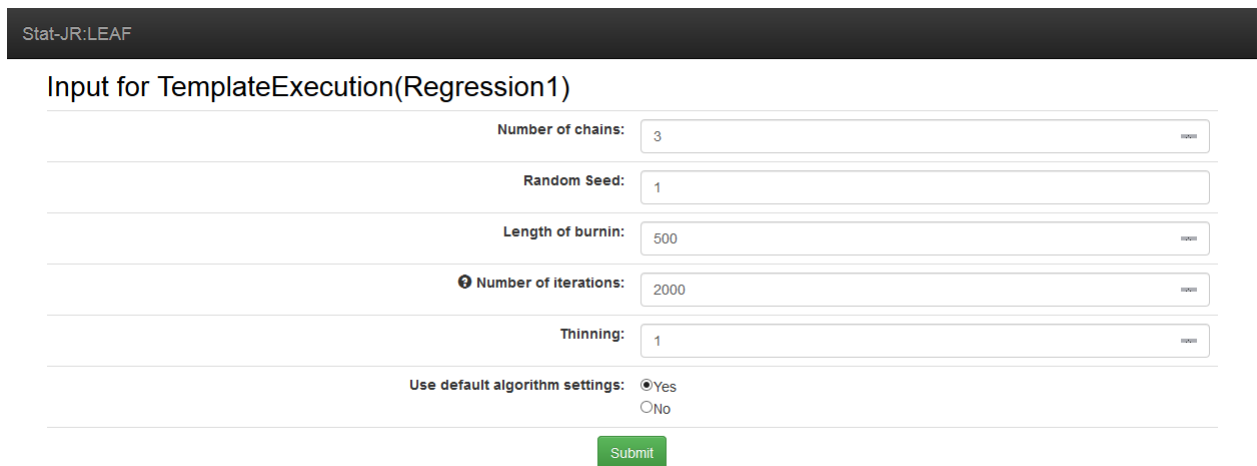 Stat-JR:LEAF
Input for TemplateExecution(Regression1)
Number of chains: 3
Random Seed: 1
Length of burnin: 500
Number of iterations: 2000
Thinning: 1
Use default algorithm settings: Yes
No
Submit